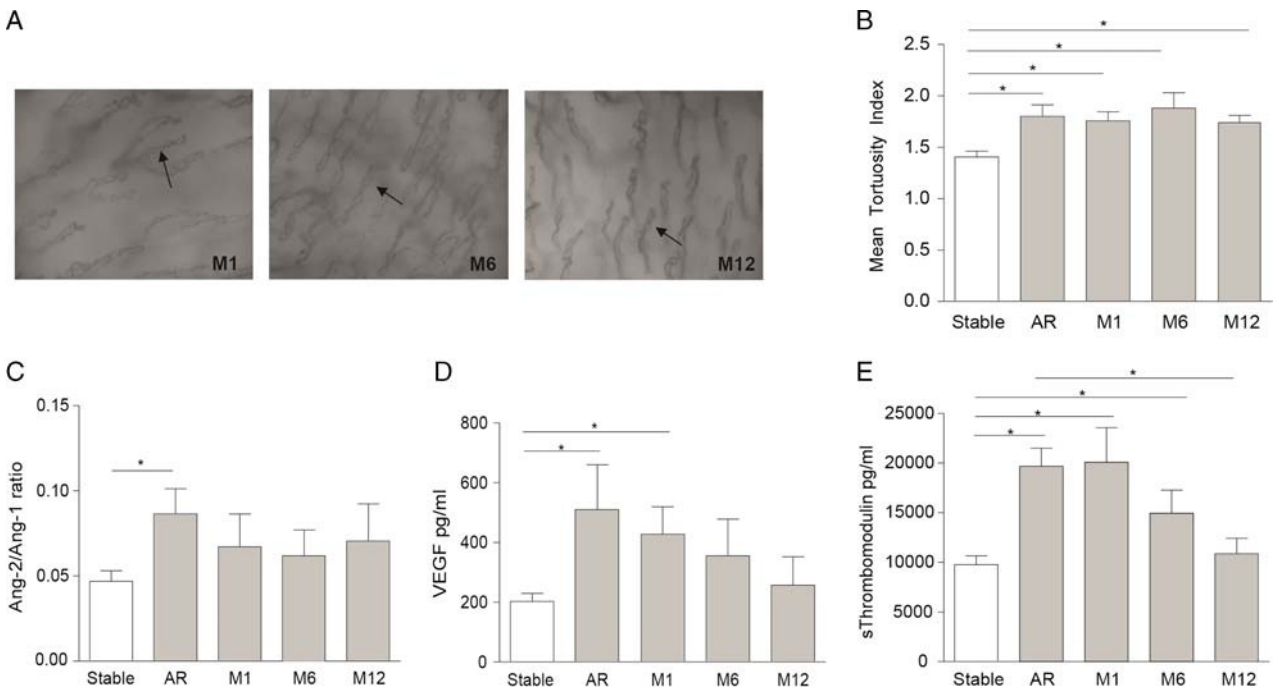 A
M1
M6
M12
B
Mean Tortuosity Index
2.5
2.0
1.5
1.0
0.5
0.0
*
*
*
*
Stable AR M1 M6 M12
C
Ang-2/Ang-1 ratio
0.15
0.10
0.05
0.00
*
Stable AR M1 M6 M12
D
VEGF pg/ml
800
600
400
200
0
*
*
Stable AR M1 M6 M12
E
sThrombomodulin pg/ml
25000
20000
15000
10000
5000
0
*
*
*
*
Stable AR M1 M6 M12